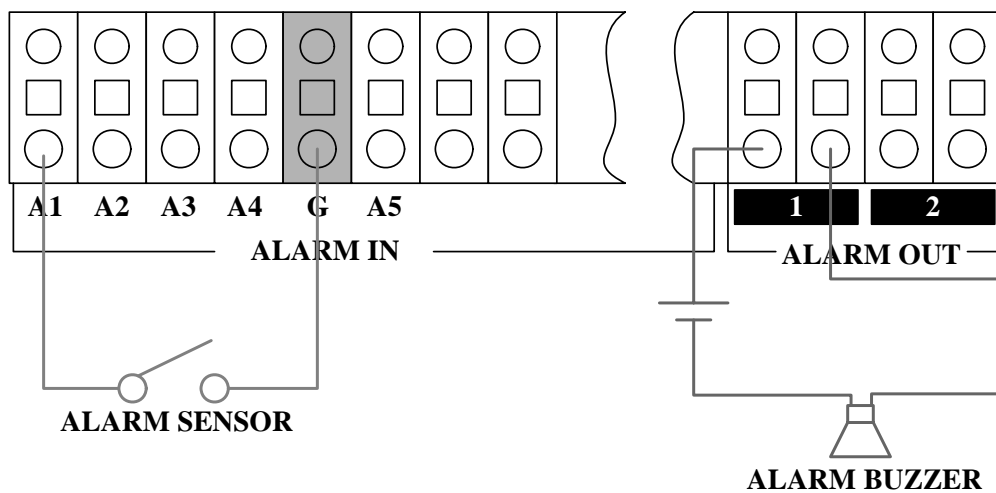 A1 A2 A3 A4 G A5
1 2
ALARM IN
ALARM OUT
ALARM SENSOR
ALARM BUZZER